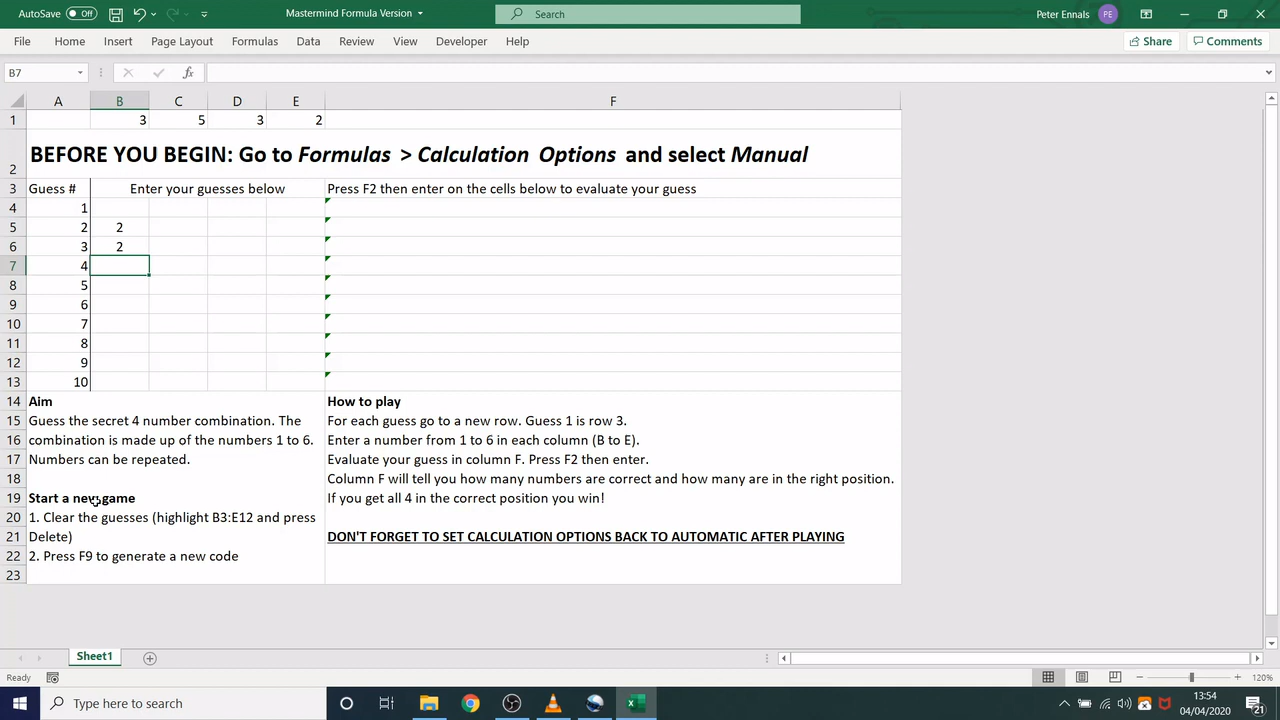 AutoSave Off
Mastermind Formula Version
Search
Peter Ennals PE
File Home Insert Page Layout Formulas Data Review View Developer Help
Share Comments
B7 fx
A B C D E F
1 3 5 3 2
2 BEFORE YOU BEGIN: Go to Formulas > Calculation Options and select Manual
3 Guess # Enter your guesses below Press F2 then enter on the cells below to evaluate your guess
4 1
5 2 2
6 3 2
7 4
8 5
9 6
10 7
11 8
12 9
13 10
14 Aim How to play
15 Guess the secret 4 number combination. The For each guess go to a new row. Guess 1 is row 3.
16 combination is made up of the numbers 1 to 6. Enter a number from 1 to 6 in each column (B to E).
17 Numbers can be repeated. Evaluate your guess in column F. Press F2 then enter.
18 Column F will tell you how many numbers are correct and how many are in the right position.
19 Start a new game If you get all 4 in the correct position you win!
20 1. Clear the guesses (highlight B3:E12 and press
21 Delete) DON'T FORGET TO SET CALCULATION OPTIONS BACK TO AUTOMATIC AFTER PLAYING
22 2. Press F9 to generate a new code
23
Sheet1
Ready 120%
Type here to search
13:54
04/04/2020
21